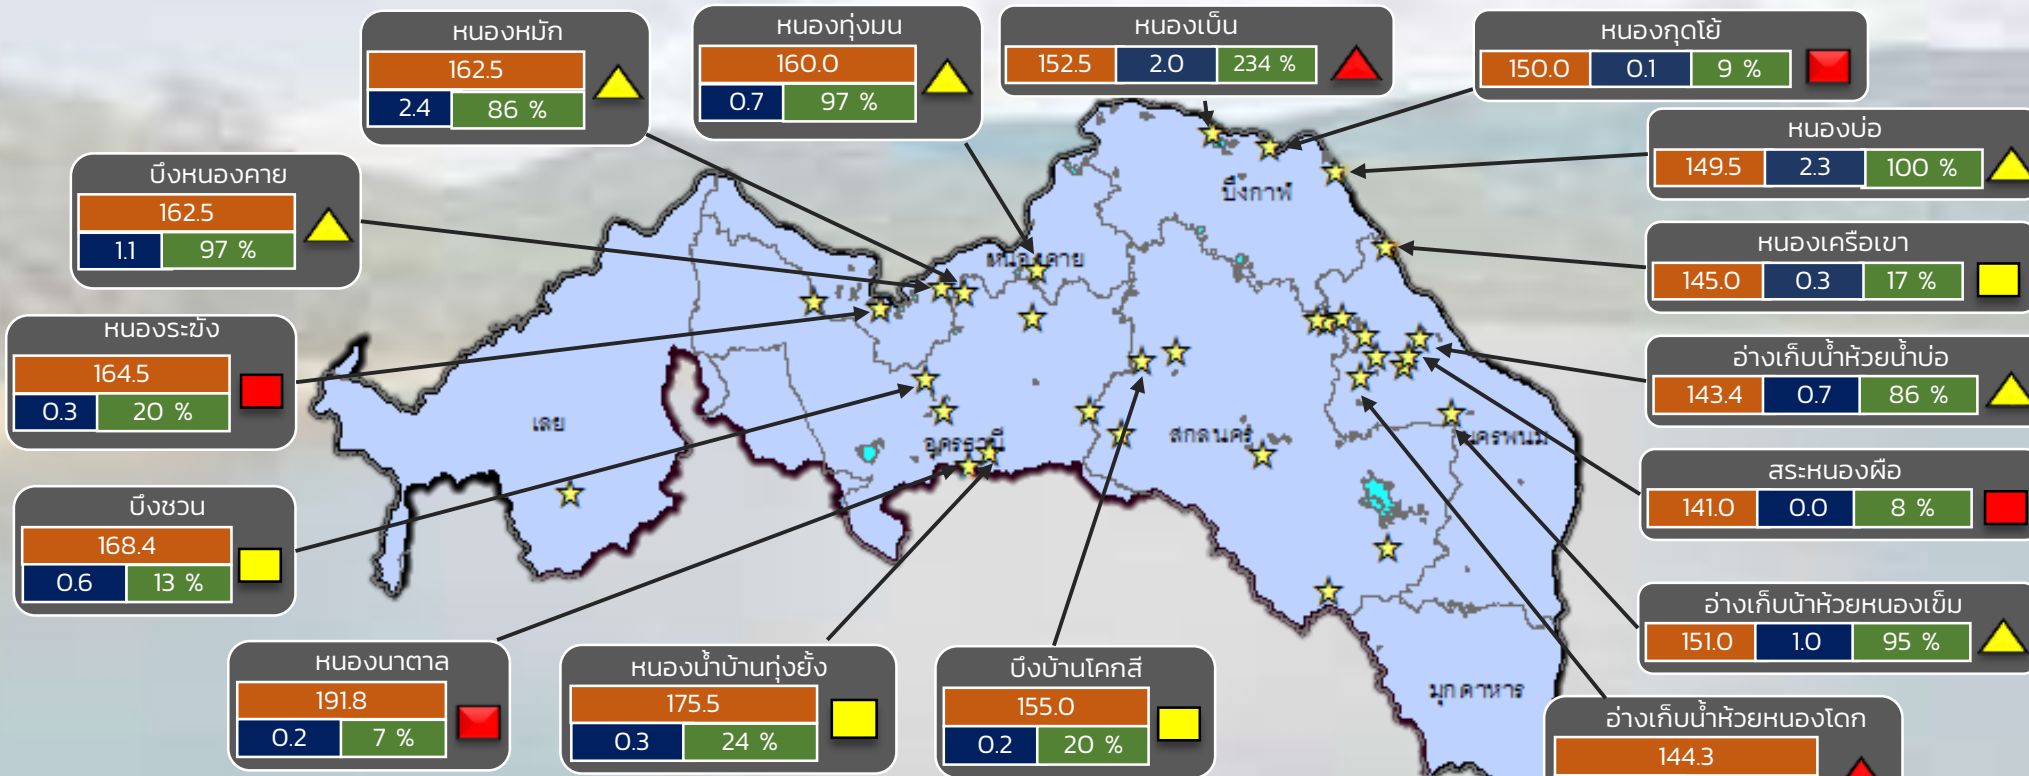 หนองหมัก
162.5
2.4 86 %
หนองทุ่งมน
160.0
0.7 97 %
หนองเบ็น
152.5 2.0 234 %
หนองกุดโย้
150.0 0.1 9 %
หนองบ่อ
149.5 2.3 100 %
บึงหนองคาย
162.5
1.1 97 %
หนองเครือเขา
145.0 0.3 17 %
หนองระฆัง
164.5
0.3 20 %
อ่างเก็บน้ำห้วยน้ำบ่อ
143.4 0.7 86 %
สระหนองผือ
141.0 0.0 8 %
บึงชวน
168.4
0.6 13 %
อ่างเก็บน้าห้วยหนองเข็ม
151.0 1.0 95 %
หนองนาตาล
191.8
0.2 7 %
หนองน้ำบ้านทุ่งยั้ง
175.5
0.3 24 %
บึงบ้านโคกสี
155.0
0.2 20 %
อ่างเก็บน้ำห้วยหนองโดก
144.3
บึงกาฬ
หนองคาย
เลย
อุดรธานี
สกลนคร
นครพนม
มุกดาหาร